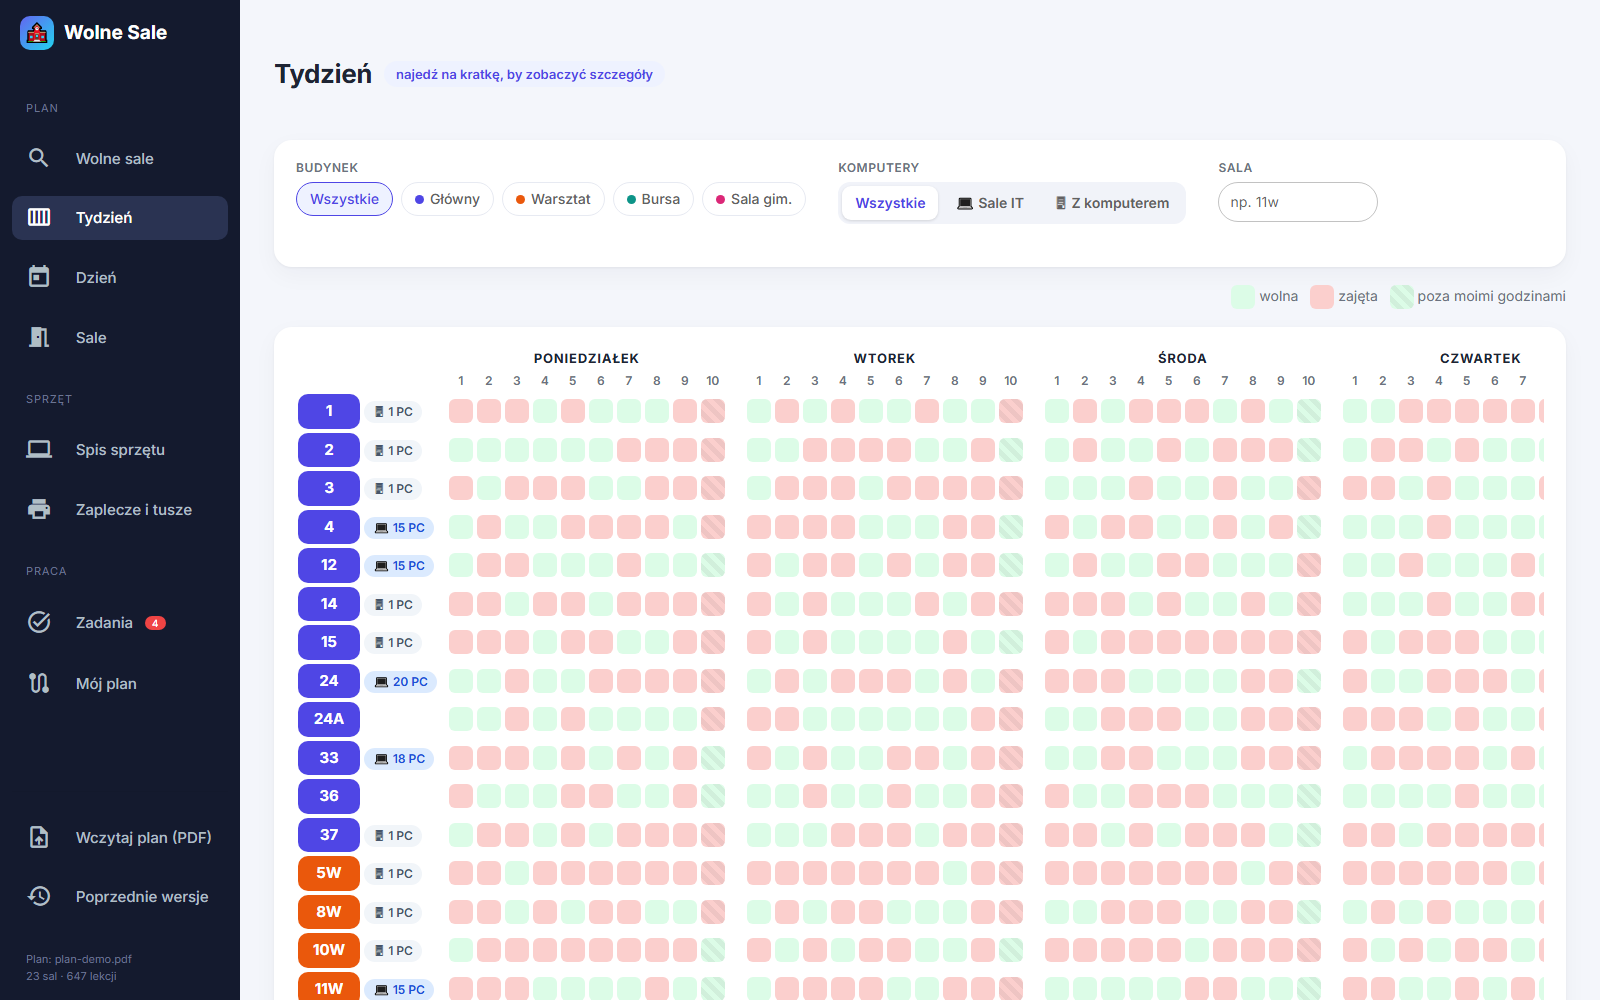 Wolne Sale
PLAN
Wolne sale
Tydzień
Dzień
Sale
SPRZĘT
Spis sprzętu
Zaplecze i tusze
PRACA
Zadania 4
Mój plan
Wczytaj plan (PDF)
Poprzednie wersje
Plan: plan-demo.pdf
23 sal · 647 lekcji
Tydzień najedź na kratkę, by zobaczyć szczegóły
BUDYNEK
Wszystkie Główny Warsztat Bursa Sala gim.
KOMPUTERY
Wszystkie Sale IT Z komputerem
SALA
np. 11w
wolna zajęta poza moimi godzinami
PONIEDZIAŁEK WTOREK ŚRODA CZWARTEK
1 2 3 4 5 6 7 8 9 10 1 2 3 4 5 6 7 8 9 10 1 2 3 4 5 6 7 8 9 10 1 2 3 4 5 6 7
1 1 PC
2 1 PC
3 1 PC
4 15 PC
12 15 PC
14 1 PC
15 1 PC
24 20 PC
24A
33 18 PC
36
37 1 PC
5W 1 PC
8W 1 PC
10W 1 PC
11W 15 PC